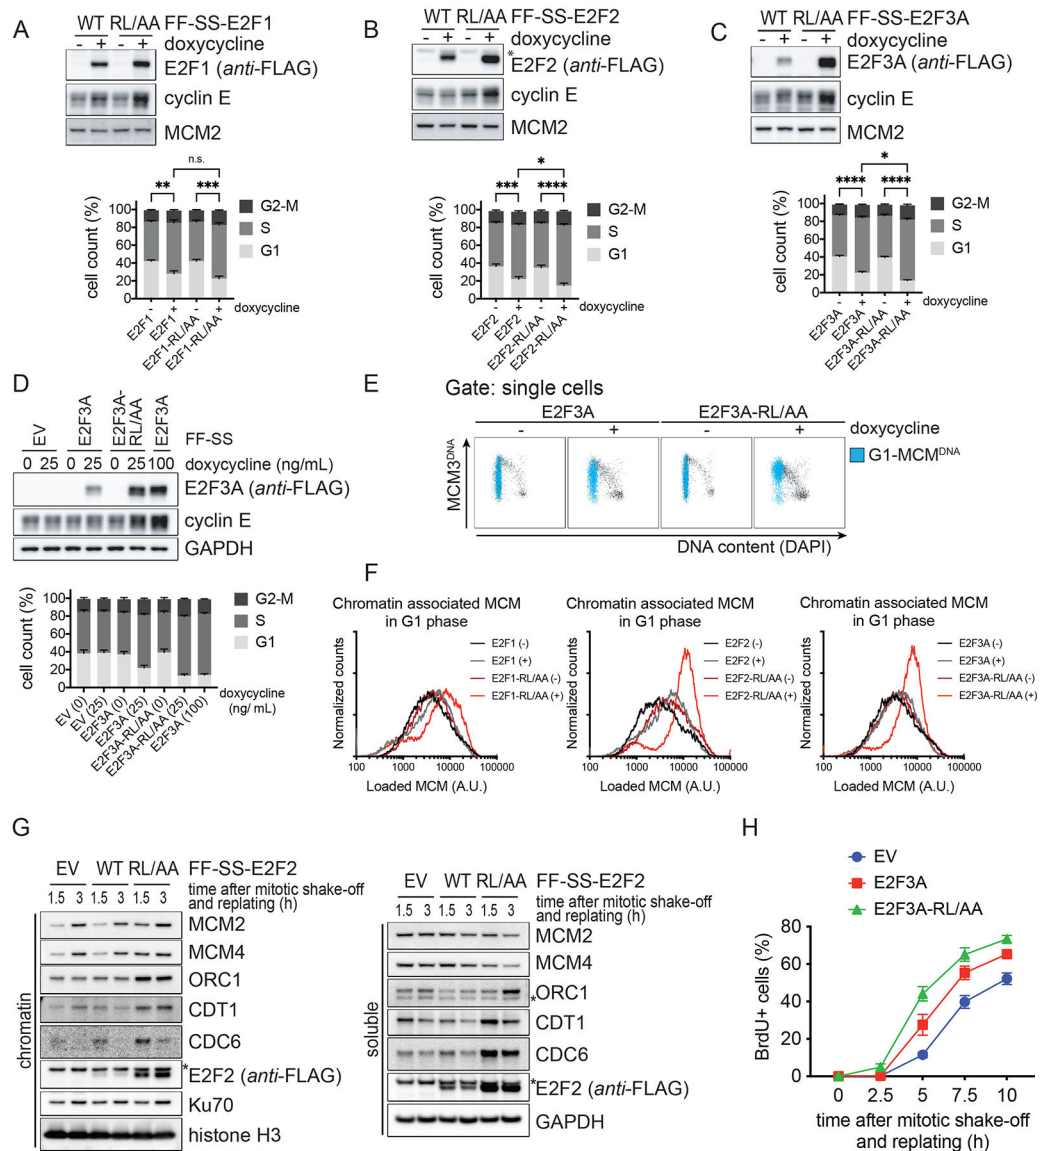 A
WT RL/AA FF-SS-E2F1
- + - + doxycycline
E2F1 (anti-FLAG)
cyclin E
MCM2
n.s.
** ***
cell count (%)
100
80
60
40
20
0
G2-M
S
G1
- + - + doxycycline
E2F1
E2F1
E2F1-RL/AA
E2F1-RL/AA
B
WT RL/AA FF-SS-E2F2
- + - + doxycycline
*
E2F2 (anti-FLAG)
cyclin E
MCM2
*
*** ****
cell count (%)
100
80
60
40
20
0
G2-M
S
G1
- + - + doxycycline
E2F2
E2F2
E2F2-RL/AA
E2F2-RL/AA
C
WT RL/AA FF-SS-E2F3A
- + - + doxycycline
E2F3A (anti-FLAG)
cyclin E
MCM2
*
**** ****
cell count (%)
100
80
60
40
20
0
G2-M
S
G1
- + - + doxycycline
E2F3A
E2F3A
E2F3A-RL/AA
E2F3A-RL/AA
D
EV
E2F3A
E2F3A-
RL/AA
E2F3A
FF-SS
0 25 0 25 0 25 100 doxycycline (ng/mL)
E2F3A (anti-FLAG)
cyclin E
GAPDH
cell count (%)
100
80
60
40
20
0
G2-M
S
G1
EV (0)
EV (25)
E2F3A (0)
E2F3A (25)
E2F3A-RL/AA (0)
E2F3A-RL/AA (25)
E2F3A (100)
doxycycline
(ng/ mL)
E
Gate: single cells
E2F3A E2F3A-RL/AA
- + - + doxycycline
MCM3DNA
G1-MCMDNA
DNA content (DAPI)
F
Chromatin associated MCM
in G1 phase
Normalized counts
E2F1 (-)
E2F1 (+)
E2F1-RL/AA (-)
E2F1-RL/AA (+)
100 1000 10000 100000
Loaded MCM (A.U.)
Chromatin associated MCM
in G1 phase
Normalized counts
E2F2 (-)
E2F2 (+)
E2F2-RL/AA (-)
E2F2-RL/AA (+)
100 1000 10000 100000
Loaded MCM (A.U.)
Chromatin associated MCM
in G1 phase
Normalized counts
E2F3A (-)
E2F3A (+)
E2F3A-RL/AA (-)
E2F3A-RL/AA (+)
100 1000 10000 100000
Loaded MCM (A.U.)
G
EV WT RL/AA FF-SS-E2F2
1.5 3 1.5 3 1.5 3 time after mitotic shake-off
and replating (h)
chromatin
MCM2
MCM4
ORC1
CDT1
CDC6
*
E2F2 (anti-FLAG)
Ku70
histone H3
EV WT RL/AA FF-SS-E2F2
1.5 3 1.5 3 1.5 3 time after mitotic shake-off
and replating (h)
soluble
MCM2
MCM4
ORC1
*
CDT1
CDC6
*
E2F2 (anti-FLAG)
GAPDH
H
EV
E2F3A
E2F3A-RL/AA
BrdU+ cells (%)
80
60
40
20
0
0 2.5 5 7.5 10
time after mitotic shake-off
and replating (h)